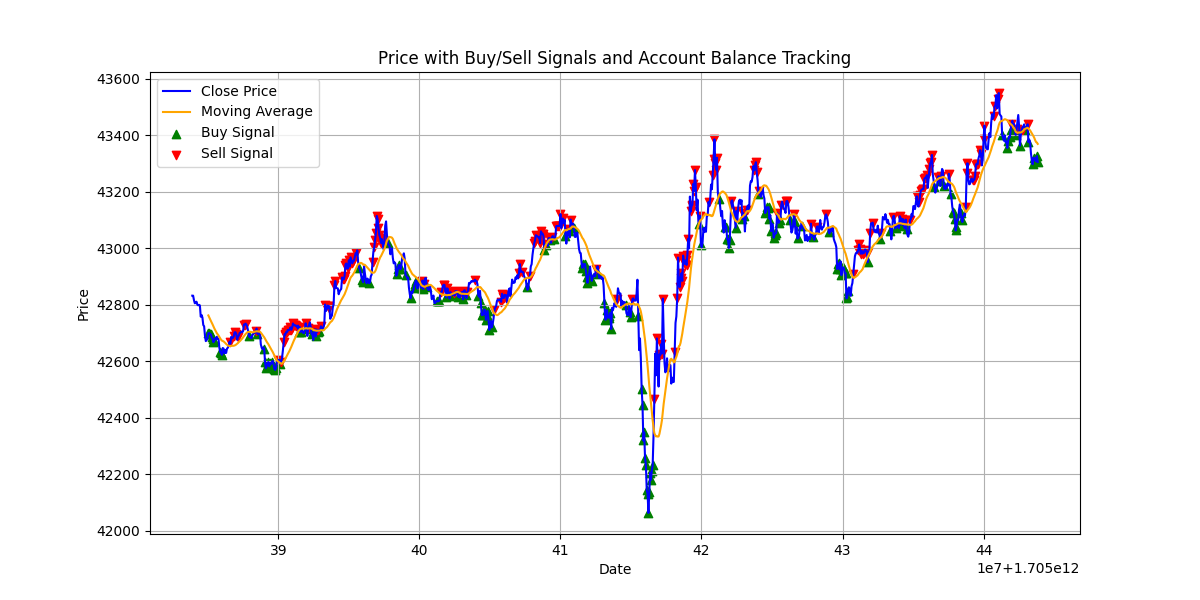 Price with Buy/Sell Signals and Account Balance Tracking
Close Price
Moving Average
Buy Signal
Sell Signal
43600
43400
43200
43000
42800
42600
42400
42200
42000
Price
39 40 41 42 43 44
Date
1e7+1.705e12